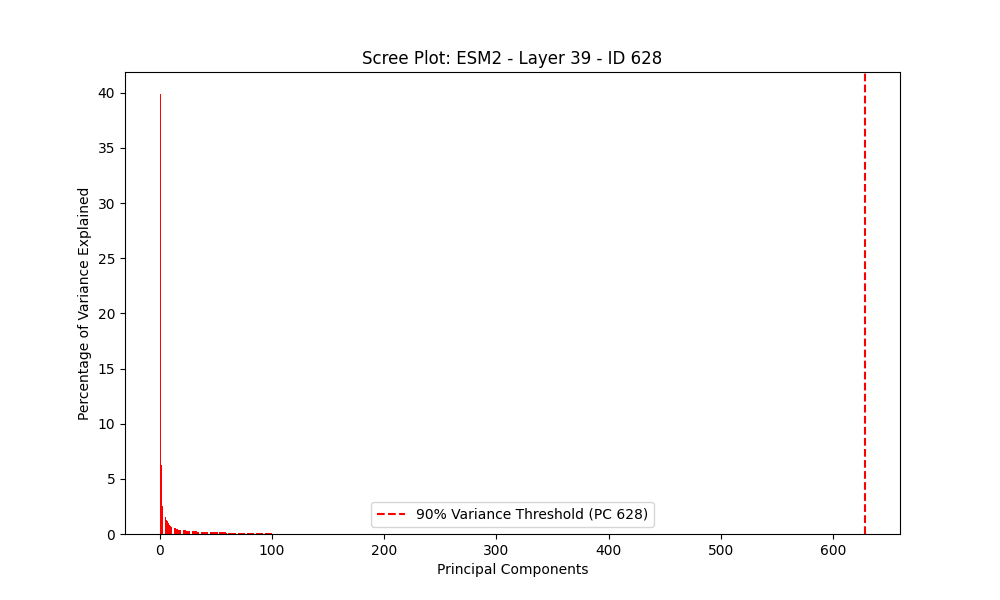 Scree Plot: ESM2 - Layer 39 - ID 628
Percentage of Variance Explained
40
35
30
25
20
15
10
5
0
90% Variance Threshold (PC 628)
0 100 200 300 400 500 600
Principal Components